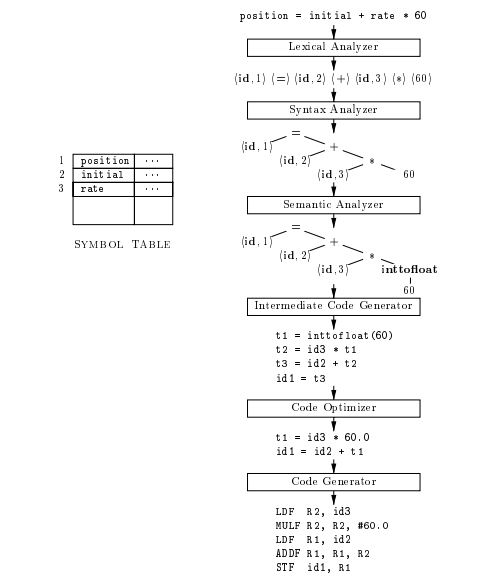 position = initial + rate * 60
Lexical Analyzer
⟨id,1⟩ ⟨=⟩ ⟨id,2⟩ ⟨+⟩ ⟨id,3⟩ ⟨*⟩ ⟨60⟩
Syntax Analyzer
=
⟨id,1⟩ +
⟨id,2⟩ *
⟨id,3⟩ 60
1 position ...
2 initial ...
3 rate ...
SYMBOL TABLE
Semantic Analyzer
=
⟨id,1⟩ +
⟨id,2⟩ *
⟨id,3⟩ inttofloat
60
Intermediate Code Generator
t1 = inttofloat(60)
t2 = id3 * t1
t3 = id2 + t2
id1 = t3
Code Optimizer
t1 = id3 * 60.0
id1 = id2 + t1
Code Generator
LDF R2, id3
MULF R2, R2, #60.0
LDF R1, id2
ADDF R1, R1, R2
STF id1, R1